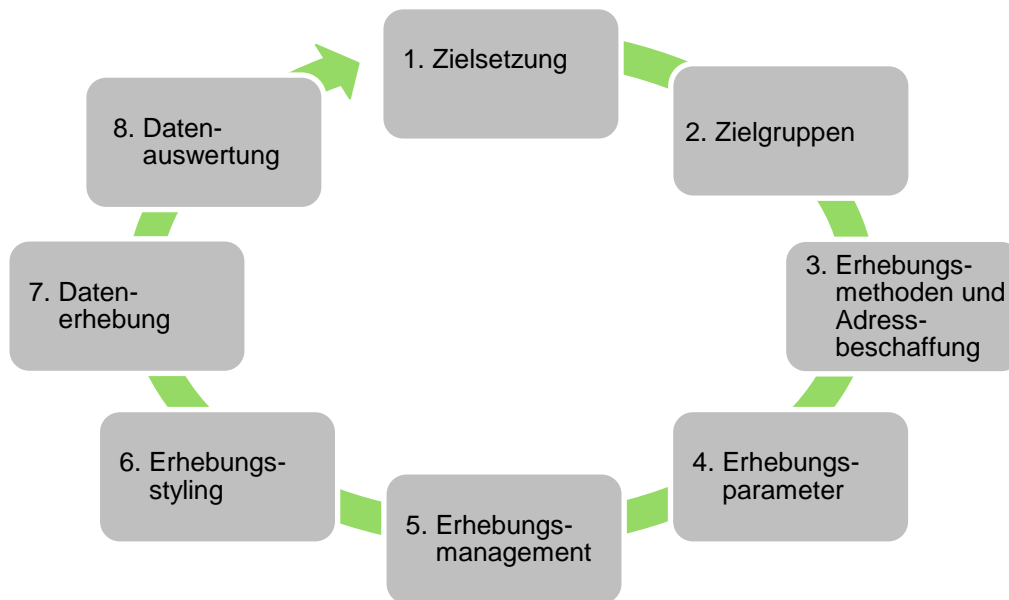 1. Zielsetzung
2. Zielgruppen
3. Erhebungs-
methoden und
Adress-
beschaffung
4. Erhebungs-
parameter
5. Erhebungs-
management
6. Erhebungs-
styling
7. Daten-
erhebung
8. Daten-
auswertung